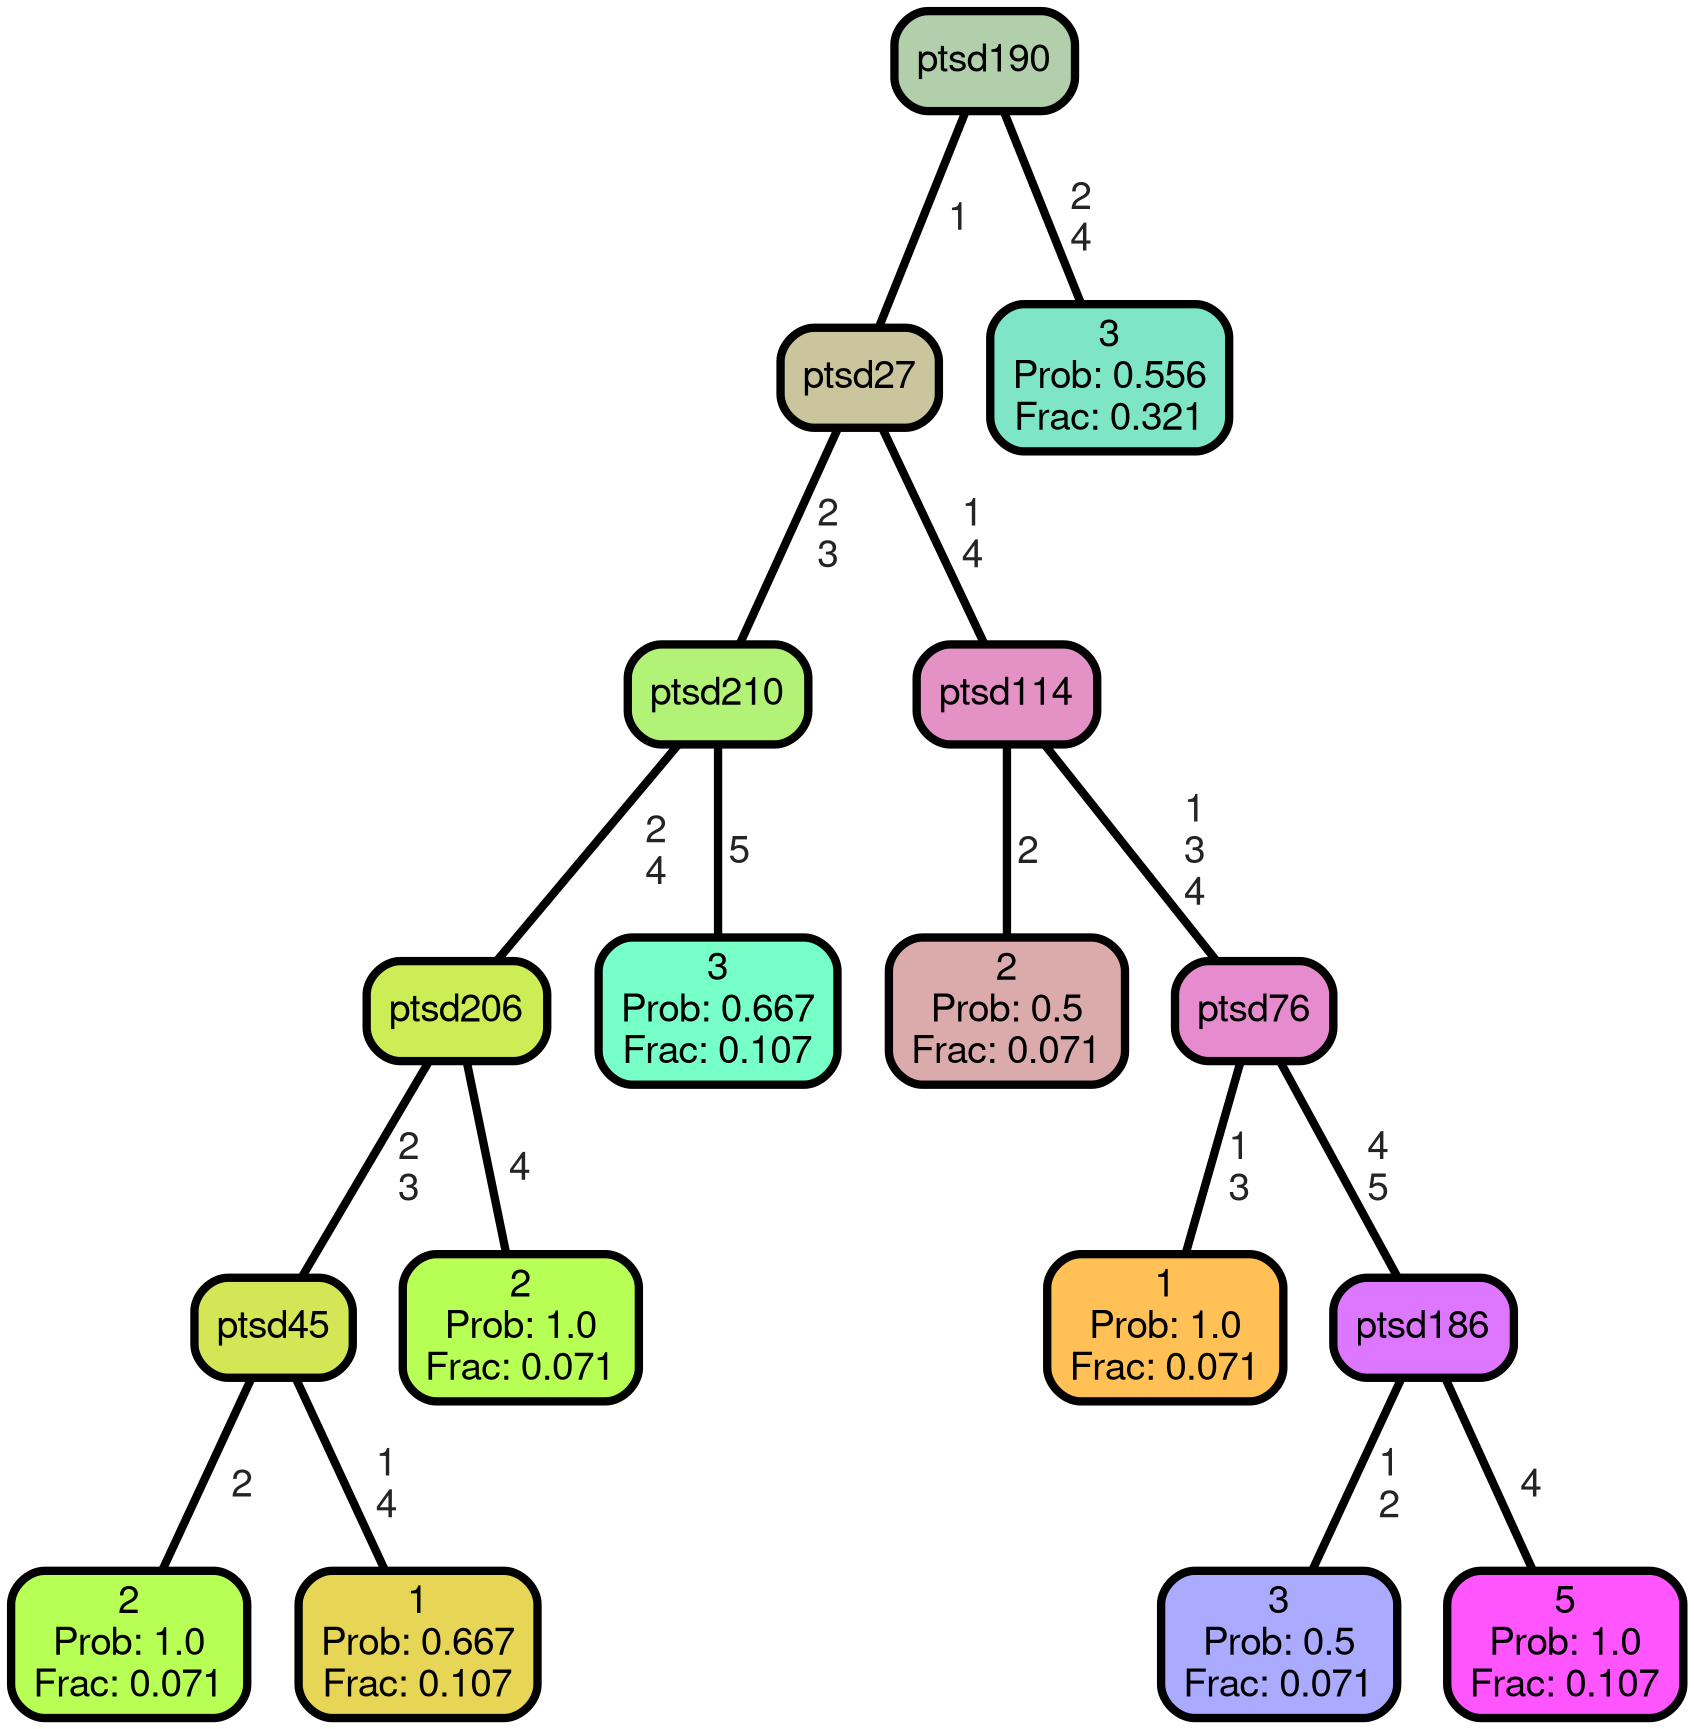 ptsd190
1
2
4
ptsd27
3
Prob: 0.556
Frac: 0.321
2
3
1
4
ptsd210
ptsd114
2
4
5
2
1
3
4
ptsd206
3
Prob: 0.667
Frac: 0.107
2
Prob: 0.5
Frac: 0.071
ptsd76
2
3
4
1
3
4
5
ptsd45
2
Prob: 1.0
Frac: 0.071
1
Prob: 1.0
Frac: 0.071
ptsd186
2
1
4
1
2
4
2
Prob: 1.0
Frac: 0.071
1
Prob: 0.667
Frac: 0.107
3
Prob: 0.5
Frac: 0.071
5
Prob: 1.0
Frac: 0.107